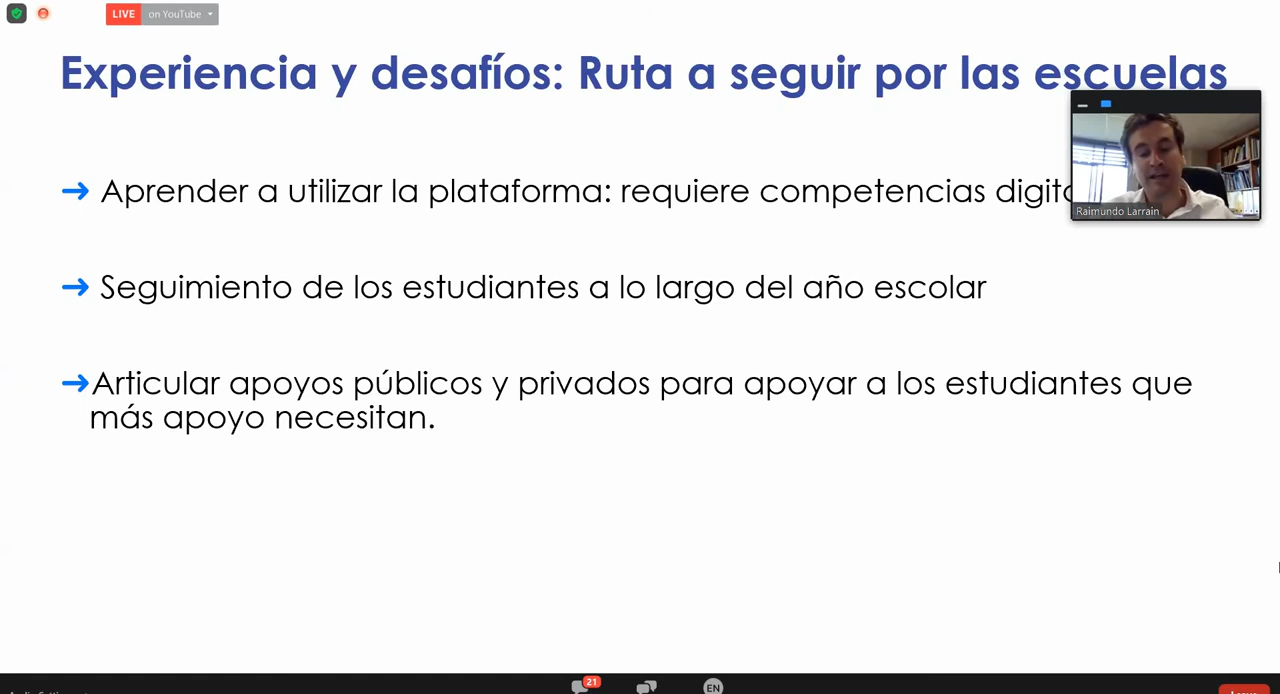 LIVE on YouTube
Experiencia y desafíos: Ruta a seguir por las escuelas
➔ Aprender a utilizar la plataforma: requiere competencias
Raimundo Larrain
➔ Seguimiento de los estudiantes a lo largo del año escolar
➔Articular apoyos públicos y privados para apoyar a los estudiantes que
más apoyo necesitan.
21
EN